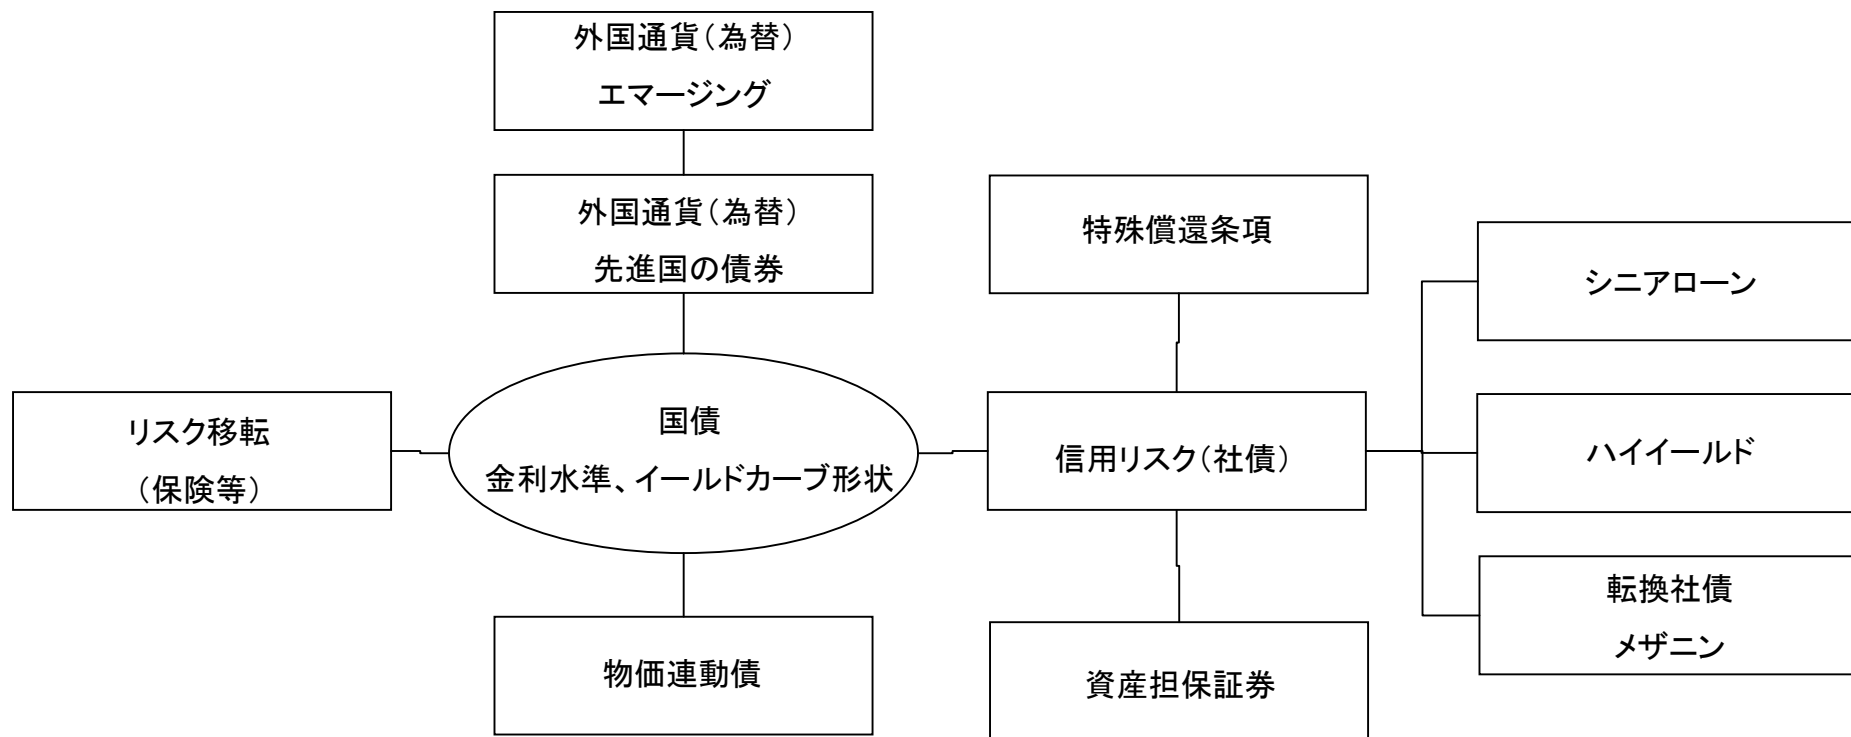 外国通貨（為替）
エマージング
外国通貨（為替）
先進国の債券
特殊償還条項
シニアローン
リスク移転
（保険等）
国債
金利水準、イールドカーブ形状
信用リスク（社債）
ハイイールド
転換社債
メザニン
物価連動債
資産担保証券